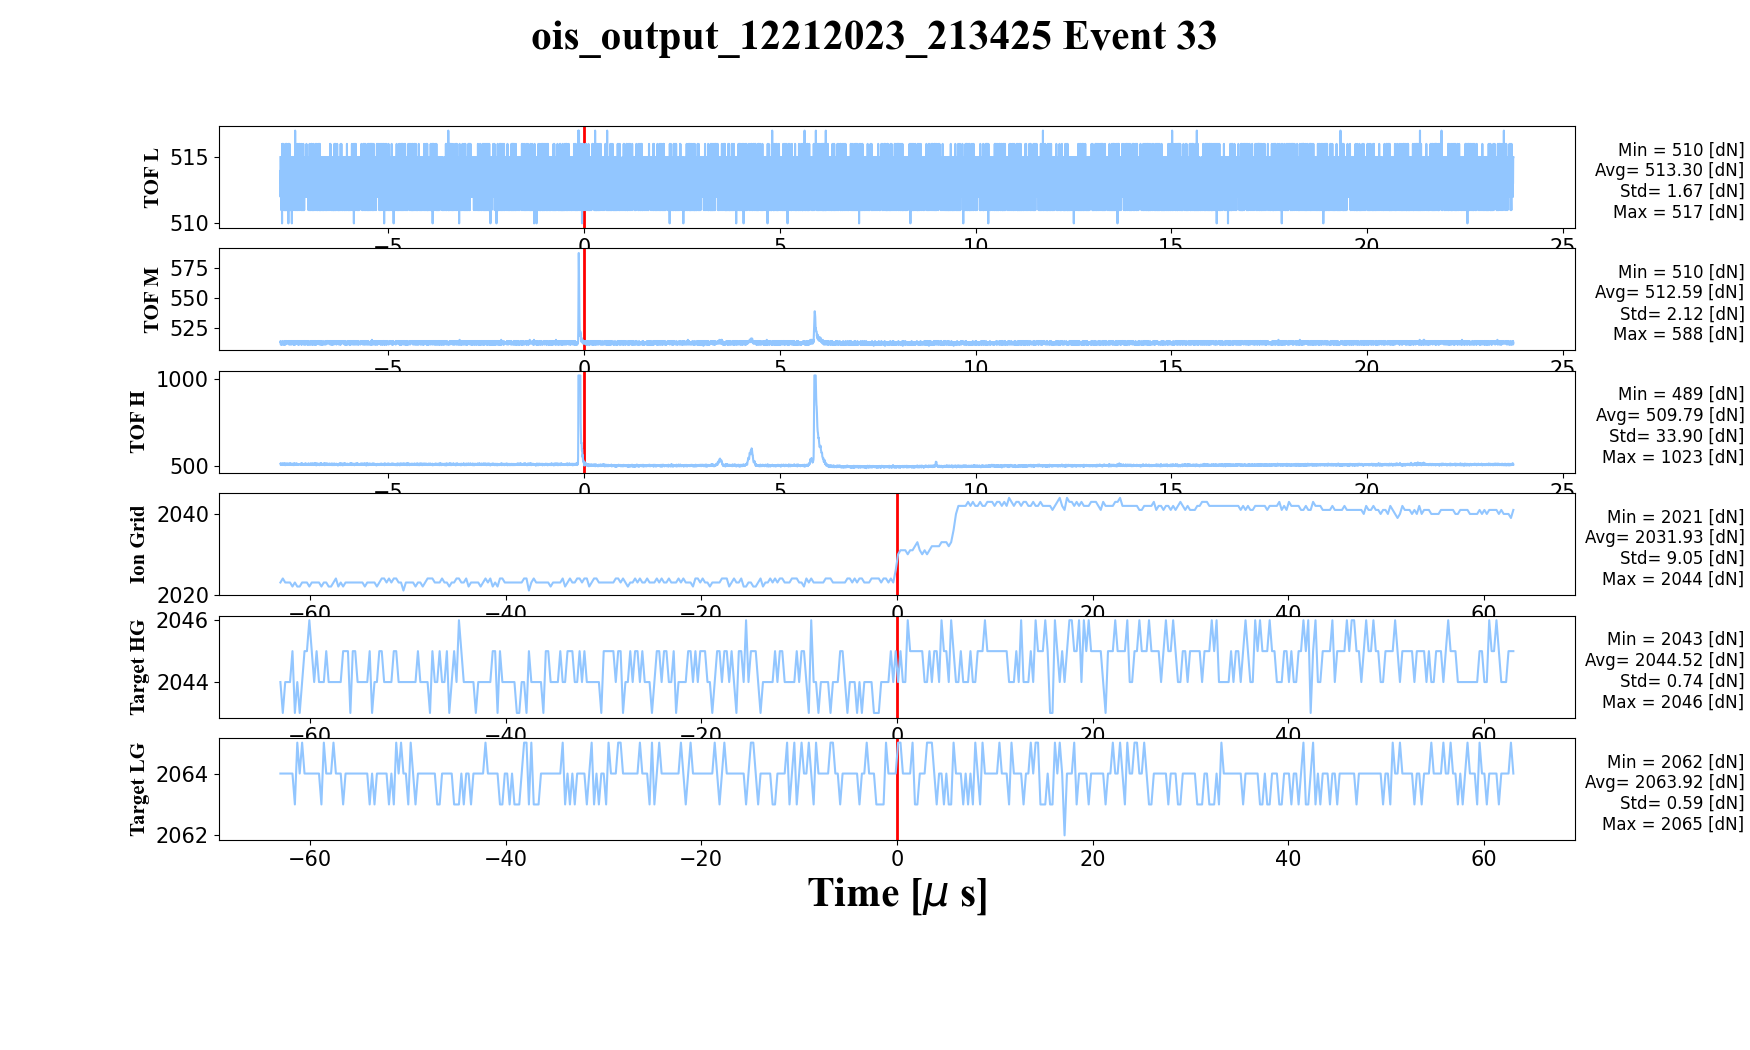 ois_output_12212023_213425 Event 33
TOF L
515
510
−5 0 5 10 15 20 25
Min = 510 [dN]
Avg= 513.30 [dN]
Std= 1.67 [dN]
Max = 517 [dN]
TOF M
575
550
525
−5 0 5 10 15 20 25
Min = 510 [dN]
Avg= 512.59 [dN]
Std= 2.12 [dN]
Max = 588 [dN]
TOF H
1000
500
−5 0 5 10 15 20 25
Min = 489 [dN]
Avg= 509.79 [dN]
Std= 33.90 [dN]
Max = 1023 [dN]
Ion Grid
2040
2020
−60 −40 −20 0 20 40 60
Min = 2021 [dN]
Avg= 2031.93 [dN]
Std= 9.05 [dN]
Max = 2044 [dN]
Target HG
2046
2044
−60 −40 −20 0 20 40 60
Min = 2043 [dN]
Avg= 2044.52 [dN]
Std= 0.74 [dN]
Max = 2046 [dN]
Target LG
2064
2062
−60 −40 −20 0 20 40 60
Min = 2062 [dN]
Avg= 2063.92 [dN]
Std= 0.59 [dN]
Max = 2065 [dN]
Time [μ s]